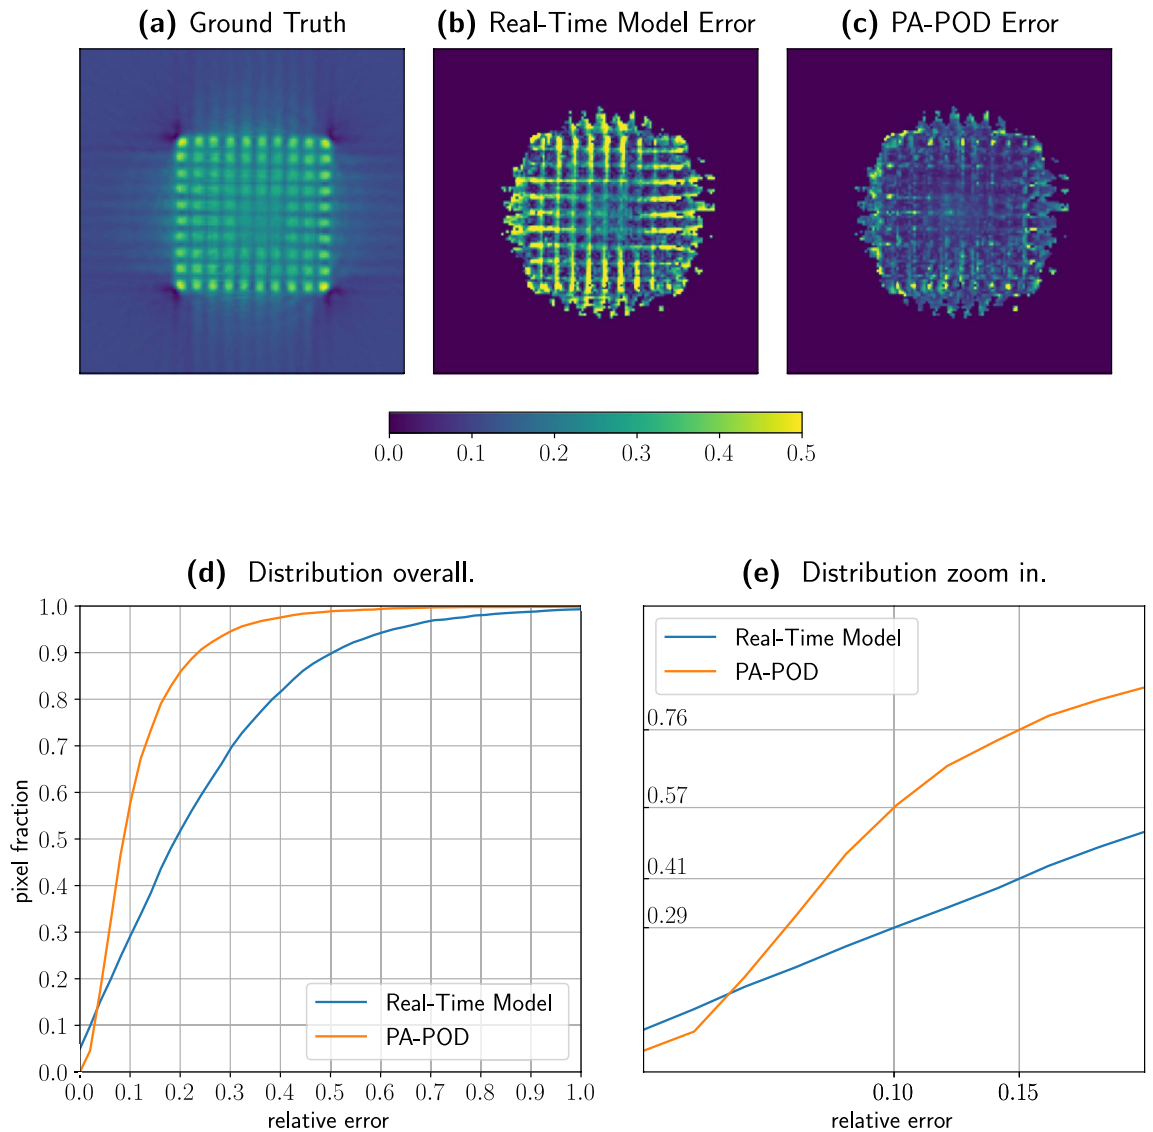 (a) Ground Truth
(b) Real-Time Model Error
(c) PA-POD Error
0.0 0.1 0.2 0.3 0.4 0.5
(d) Distribution overall.
1.0
0.9
0.8
0.7
0.6
0.5
0.4
0.3
0.2
0.1
0.0
pixel fraction
Real-Time Model
PA-POD
0.0 0.1 0.2 0.3 0.4 0.5 0.6 0.7 0.8 0.9 1.0
relative error
(e) Distribution zoom in.
Real-Time Model
PA-POD
0.76
0.57
0.41
0.29
0.10 0.15
relative error